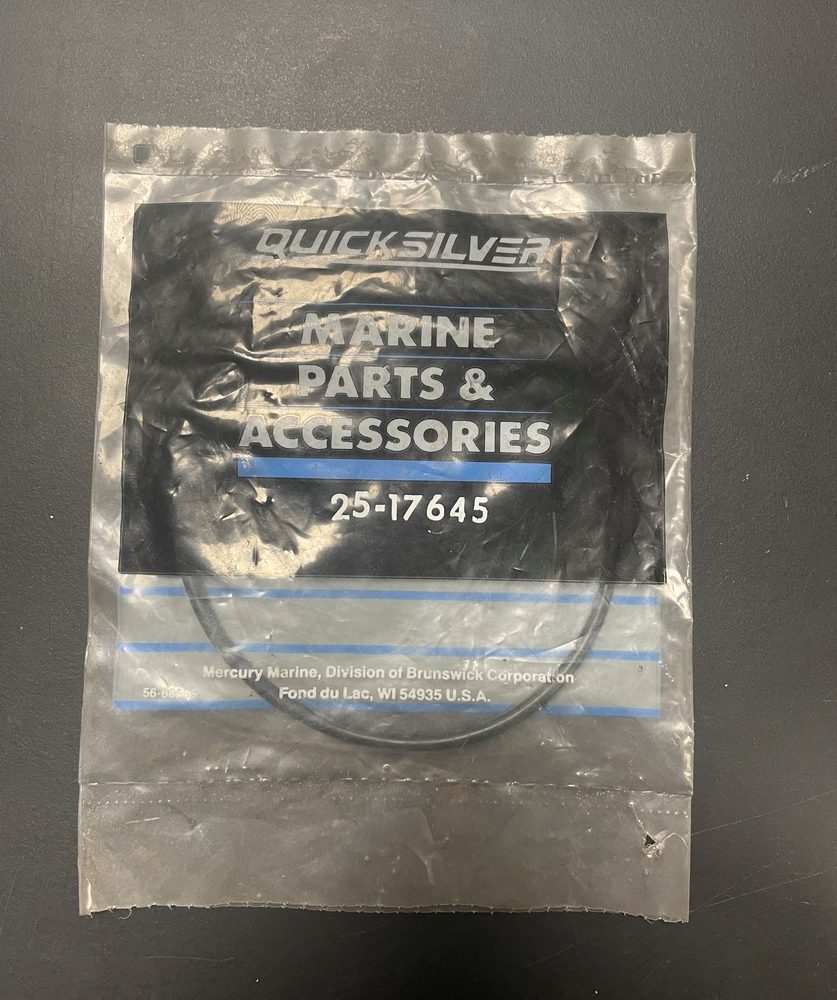 QUICKSILVER
MARINE
PARTS &
ACCESSORIES
25-17645
Mercury Marine, Division of Brunswick Corporation
Fond du Lac, WI 54935 U.S.A.